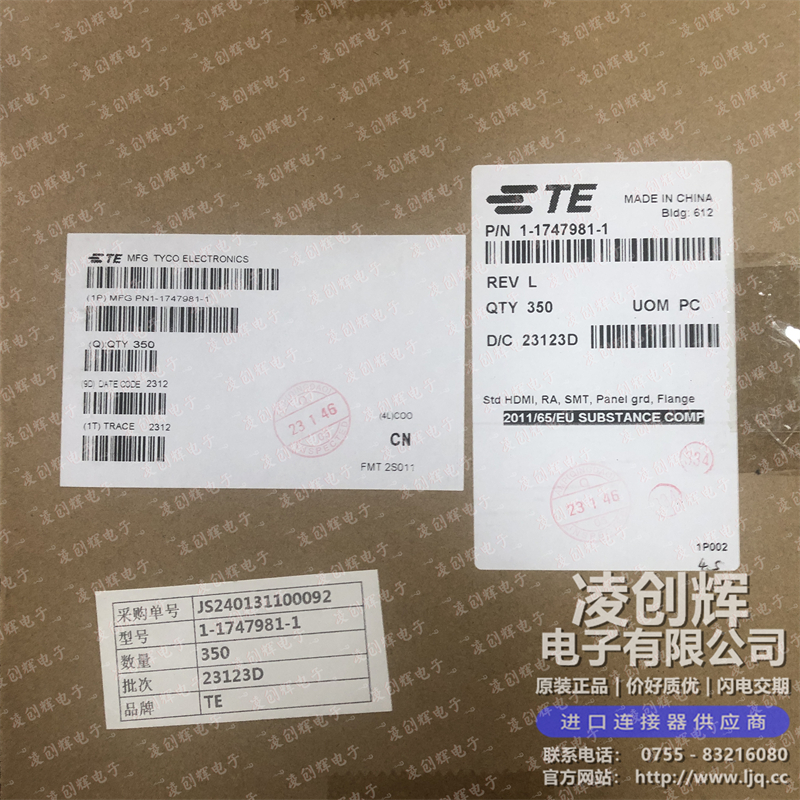 TE
MADE IN CHINA
Bldg: 612
P/N 1-1747981-1
REV L
QTY 350 UOM PC
D/C 23123D
Std HDMI, RA, SMT, Panel grd, Flange
2011/65/EU SUBSTANCE COMP
334
23 1 46
1P002
4.5
TE MFG TYCO ELECTRONICS
(1P) MFG PN1-1747981-1
(Q):QTY 350
(9D) DATE CODE 2312
(1T) TRACE 2312
23 1 46
(4L)COO
CN
FMT 2S011
采购单号 JS240131100092
型号 1-1747981-1
数量 350
批次 23123D
品牌 TE
凌创辉
电子有限公司
原装正品 | 价好质优 | 闪电交期
进口连接器供应商
联系电话： 0755 - 83216080
官方网站： http://www.ljq.cc
凌创辉电子